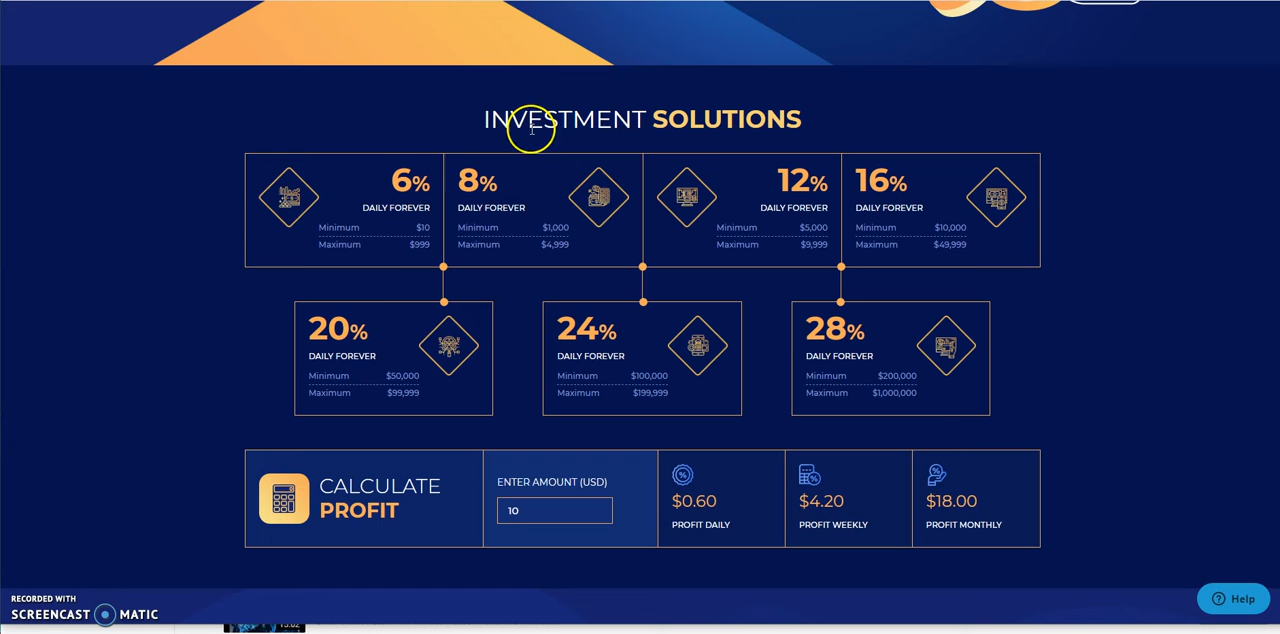 INVESTMENT SOLUTIONS
6%
DAILY FOREVER
Minimum $10
Maximum $999
8%
DAILY FOREVER
Minimum $1,000
Maximum $4,999
12%
DAILY FOREVER
Minimum $5,000
Maximum $9,999
16%
DAILY FOREVER
Minimum $10,000
Maximum $49,999
20%
DAILY FOREVER
Minimum $50,000
Maximum $99,999
24%
DAILY FOREVER
Minimum $100,000
Maximum $199,999
28%
DAILY FOREVER
Minimum $200,000
Maximum $1,000,000
CALCULATE
PROFIT
ENTER AMOUNT (USD)
10
$0.60
PROFIT DAILY
$4.20
PROFIT WEEKLY
$18.00
PROFIT MONTHLY
RECORDED WITH
SCREENCAST MATIC
Help